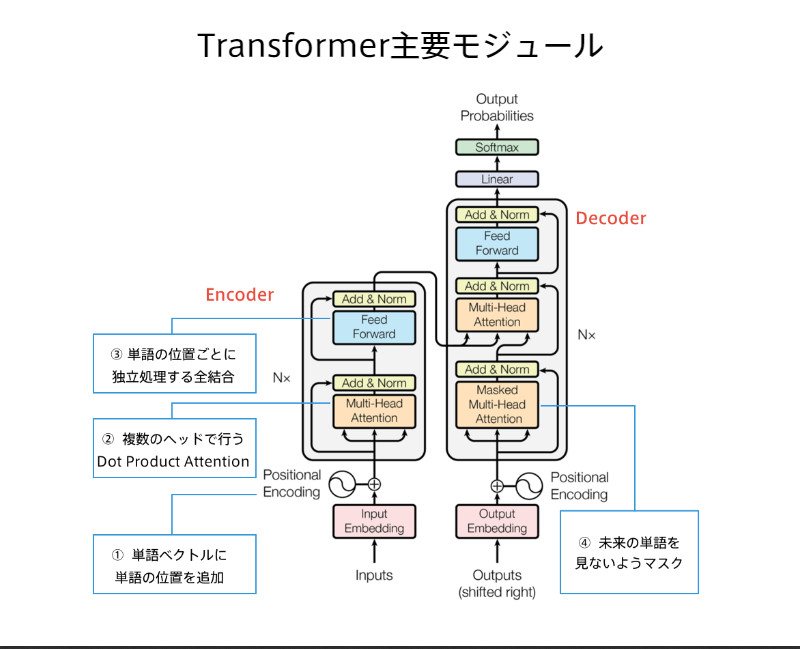 Transformer主要モジュール
Output
Probabilities
Softmax
Linear
Add & Norm
Feed
Forward
Add & Norm
Multi-Head
Attention
Add & Norm
Masked
Multi-Head
Attention
Decoder
N×
Encoder
Add & Norm
Feed
Forward
Add & Norm
Multi-Head
Attention
N×
③ 単語の位置ごとに
独立処理する全結合
② 複数のヘッドで行う
Dot Product Attention
Positional
Encoding
Positional
Encoding
Input
Embedding
Output
Embedding
① 単語ベクトルに
単語の位置を追加
④ 未来の単語を
見ないようマスク
Inputs
Outputs
(shifted right)